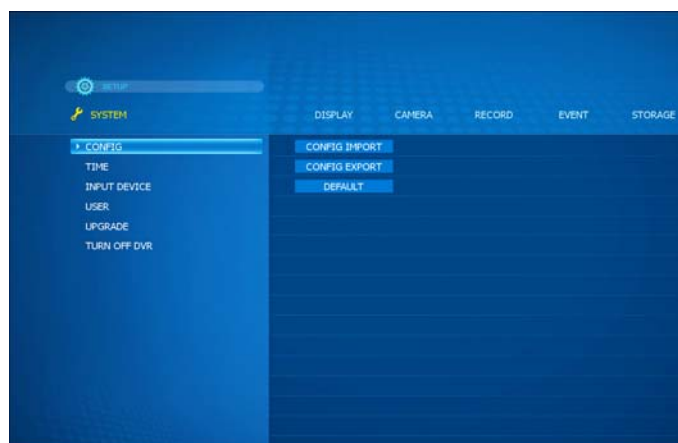 SETUP
SYSTEM DISPLAY CAMERA RECORD EVENT STORAGE
CONFIG CONFIG IMPORT
TIME CONFIG EXPORT
INPUT DEVICE DEFAULT
USER
UPGRADE
TURN OFF DVR